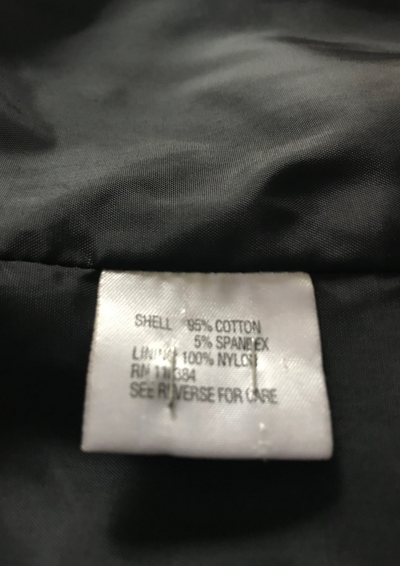 SHELL 95% COTTON
5% SPANDEX
LINING 100% NYLON
RN
SEE REVERSE FOR CARE